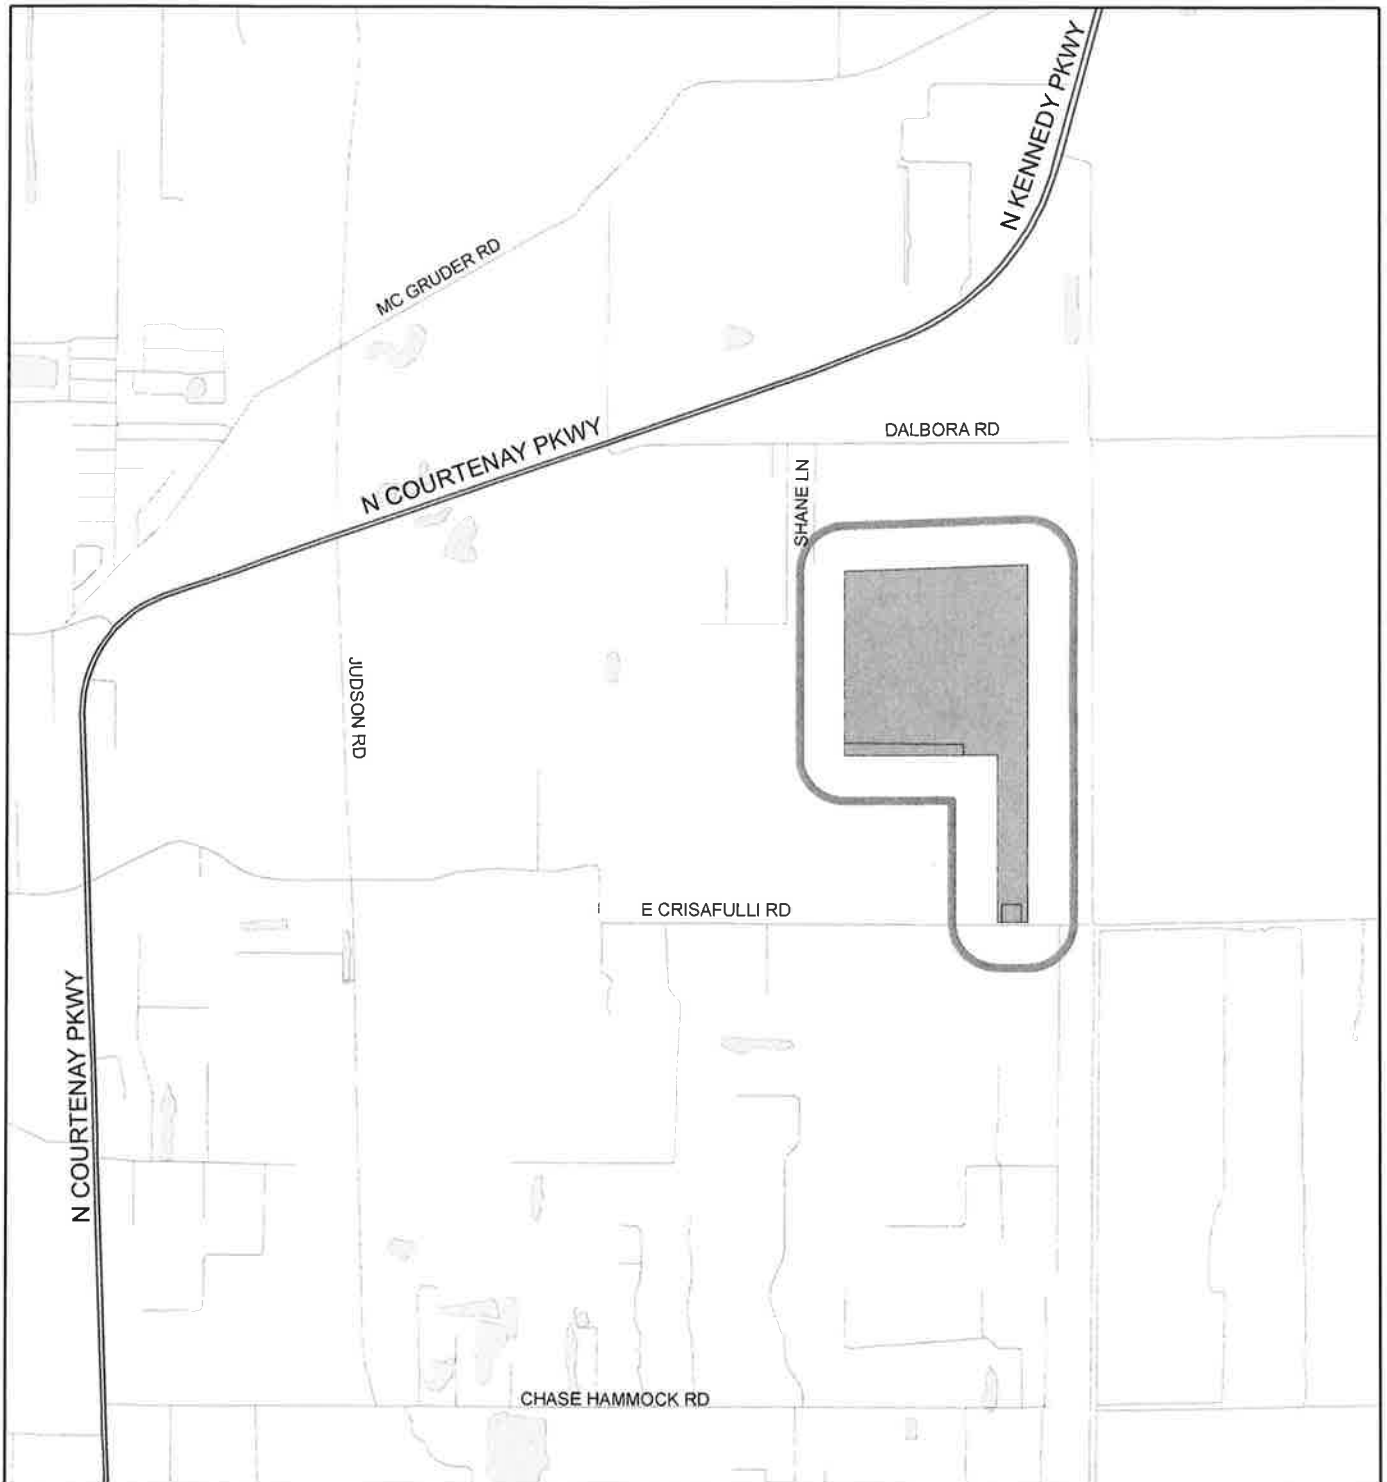 N KENNEDY PKWY
MC GRUDER RD
N COURTENAY PKWY
DALBORA RD
SHANE LN
JUDSON RD
E CRISAFULLI RD
N COURTENAY PKWY
CHASE HAMMOCK RD